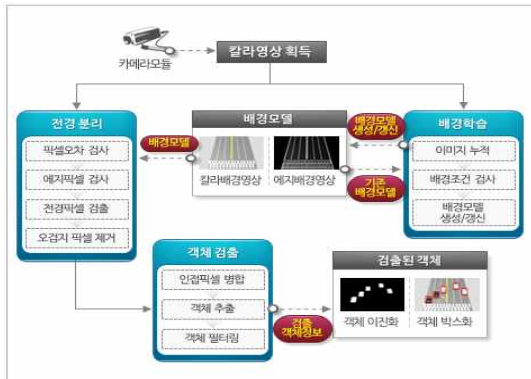 카메라모듈
칼라영상 획득
전경 분리
픽셀오차 검사
에지픽셀 검사
전경픽셀 검출
오검지 픽셀 제거
배경모델
배경모델
칼라배경영상
에지배경영상
배경모델
생성/갱신
기존
배경모델
배경학습
이미지 누적
배경조건 검사
배경모델
생성/갱신
객체 검출
인접픽셀 병합
객체 추출
객체 필터링
검출
객체정보
검출된 객체
객체 이진화
객체 박스화